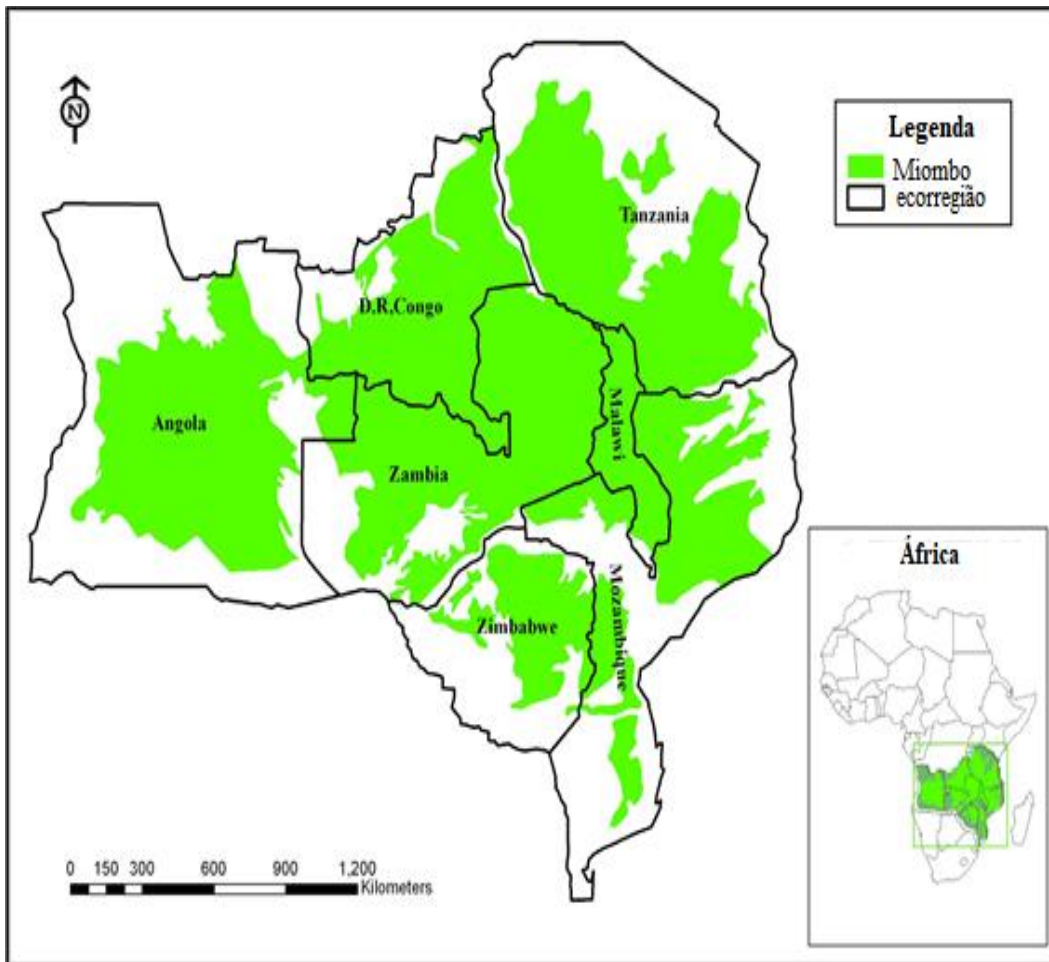 N
Legenda
Miombo
ecorregião
Tanzania
D.R.Congo
Angola
Malawi
Zambia
Zimbabwe
Mozambique
África
0 150 300 600 900 1,200
Kilometers